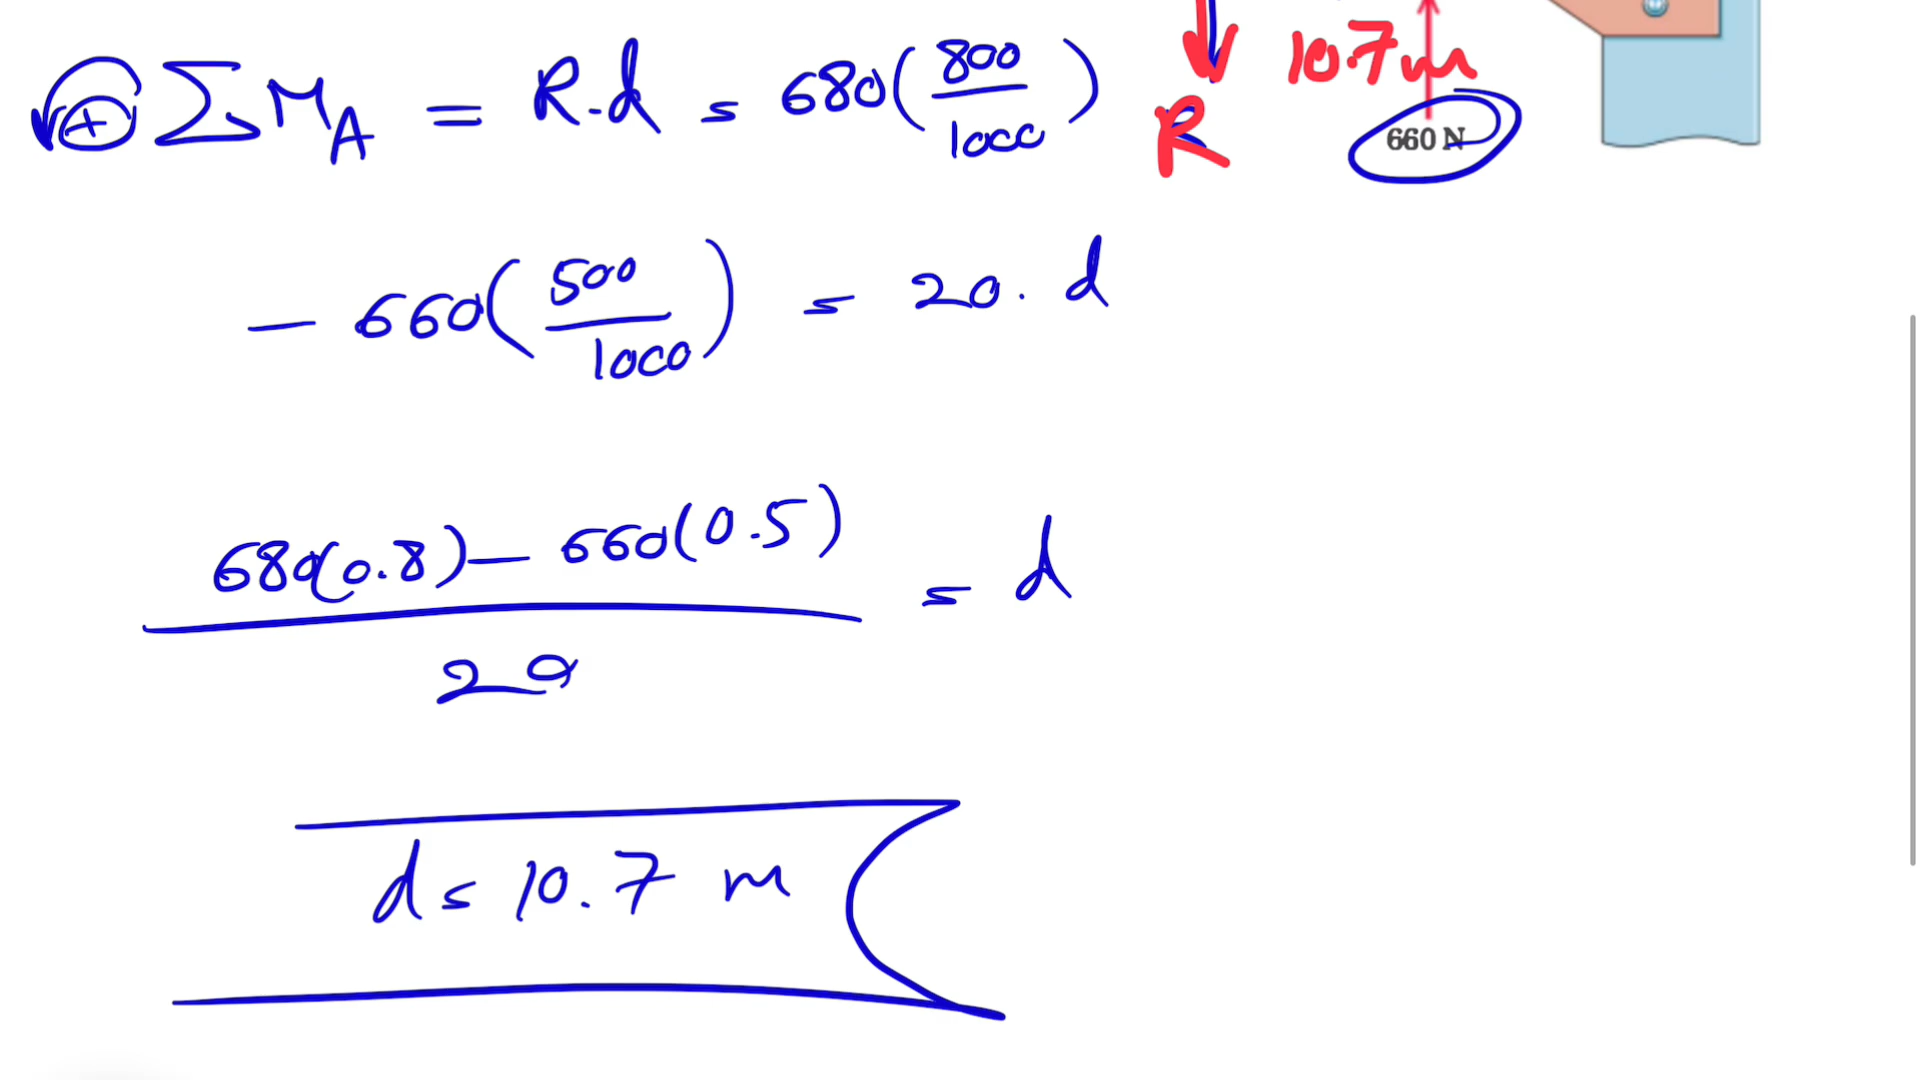 + ΣM_A = R.d = 680(800/1000)
R
10.7 m
660 N
− 660(500/1000) = 20. d
680(0.8) − 660(0.5) / 20 = d
d = 10.7 m